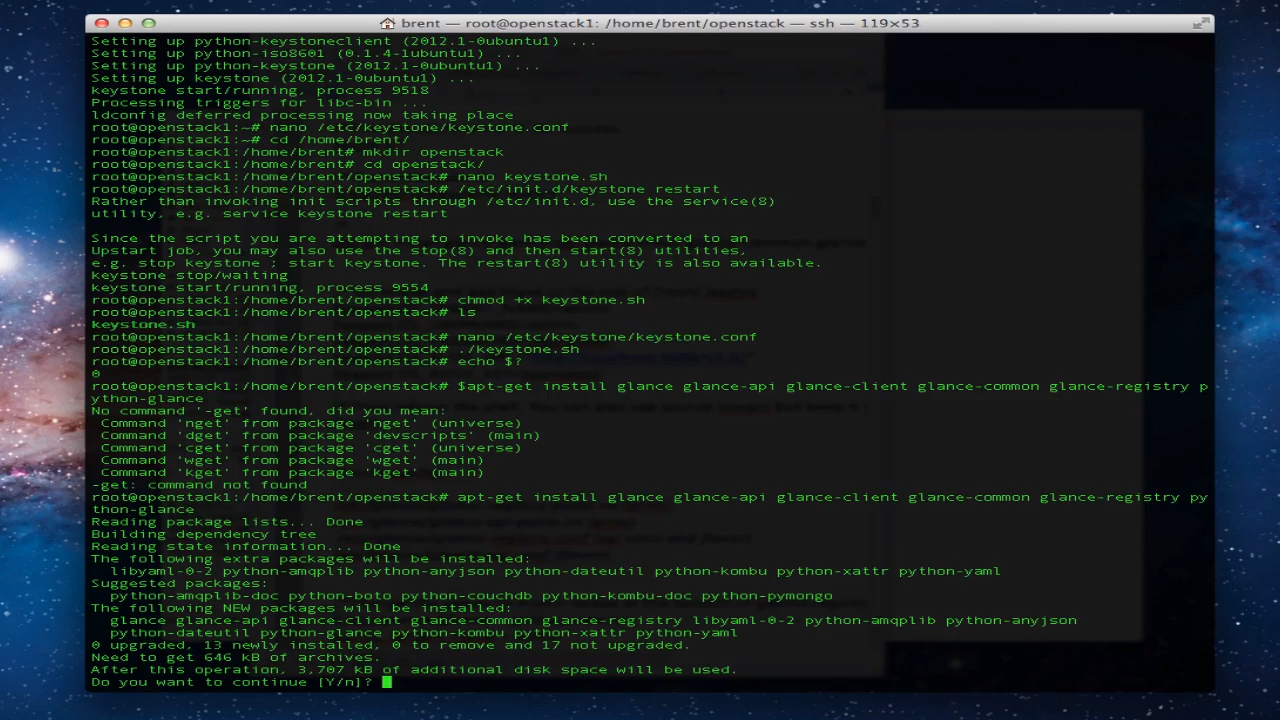 brent — root@openstack1: /home/brent/openstack — ssh — 119×53
Setting up python-keystoneclient (2012.1-0ubuntu1) ...
Setting up python-iso8601 (0.1.4-1ubuntu1) ...
Setting up python-keystone (2012.1-0ubuntu1) ...
Setting up keystone (2012.1-0ubuntu1) ...
keystone start/running, process 9518
Processing triggers for libc-bin ...
ldconfig deferred processing now taking place
root@openstack1:~# nano /etc/keystone/keystone.conf
root@openstack1:~# cd /home/brent/
root@openstack1:/home/brent# mkdir openstack
root@openstack1:/home/brent# cd openstack/
root@openstack1:/home/brent/openstack# nano keystone.sh
root@openstack1:/home/brent/openstack# /etc/init.d/keystone restart
Rather than invoking init scripts through /etc/init.d, use the service(8)
utility, e.g. service keystone restart
Since the script you are attempting to invoke has been converted to an
Upstart job, you may also use the stop(8) and then start(8) utilities,
e.g. stop keystone ; start keystone. The restart(8) utility is also available.
keystone stop/waiting
keystone start/running, process 9554
root@openstack1:/home/brent/openstack# chmod +x keystone.sh
root@openstack1:/home/brent/openstack# ls
keystone.sh
root@openstack1:/home/brent/openstack# nano /etc/keystone/keystone.conf
root@openstack1:/home/brent/openstack# ./keystone.sh
root@openstack1:/home/brent/openstack# echo $?
0
root@openstack1:/home/brent/openstack# $apt-get install glance glance-api glance-client glance-common glance-registry p
ython-glance
No command '-get' found, did you mean:
 Command 'nget' from package 'nget' (universe)
 Command 'dget' from package 'devscripts' (main)
 Command 'cget' from package 'cget' (universe)
 Command 'wget' from package 'wget' (main)
 Command 'kget' from package 'kget' (main)
-get: command not found
root@openstack1:/home/brent/openstack# apt-get install glance glance-api glance-client glance-common glance-registry py
thon-glance
Reading package lists... Done
Building dependency tree
Reading state information... Done
The following extra packages will be installed:
  libyaml-0-2 python-amqplib python-anyjson python-dateutil python-kombu python-xattr python-yaml
Suggested packages:
  python-amqplib-doc python-boto python-couchdb python-kombu-doc python-pymongo
The following NEW packages will be installed:
  glance glance-api glance-client glance-common glance-registry libyaml-0-2 python-amqplib python-anyjson
  python-dateutil python-glance python-kombu python-xattr python-yaml
0 upgraded, 13 newly installed, 0 to remove and 17 not upgraded.
Need to get 646 kB of archives.
After this operation, 3,707 kB of additional disk space will be used.
Do you want to continue [Y/n]?